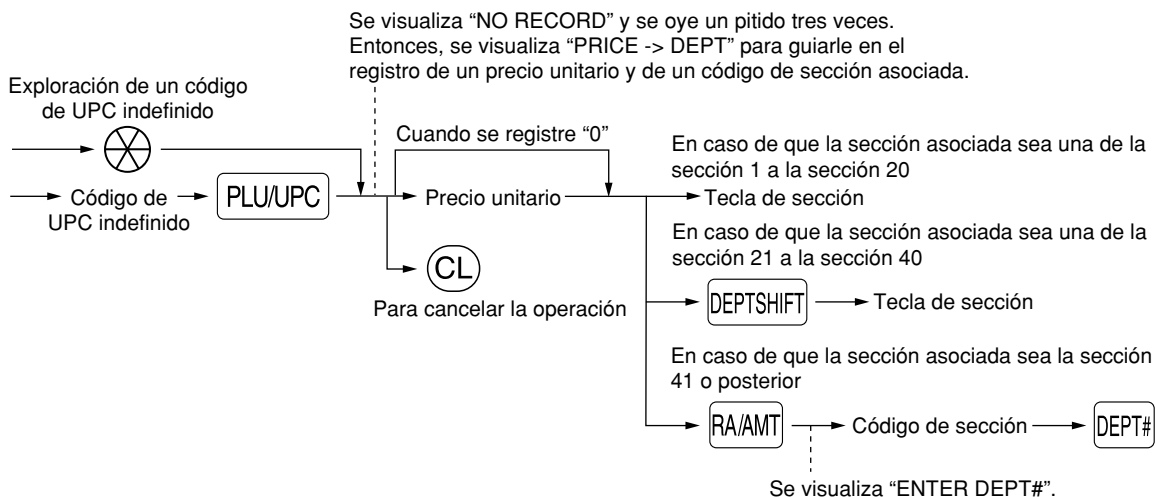 Se visualiza “NO RECORD” y se oye un pitido tres veces.
Entonces, se visualiza “PRICE -> DEPT” para guiarle en el
registro de un precio unitario y de un código de sección asociada.
Exploración de un código
de UPC indefinido
Cuando se registre “0”
En caso de que la sección asociada sea una de la
sección 1 a la sección 20
Código de
UPC indefinido
PLU/UPC
Precio unitario
Tecla de sección
En caso de que la sección asociada sea una de la
sección 21 a la sección 40
CL
Para cancelar la operación
DEPTSHIFT
Tecla de sección
En caso de que la sección asociada sea la sección
41 o posterior
RA/AMT
Código de sección
DEPT#
Se visualiza “ENTER DEPT#”.